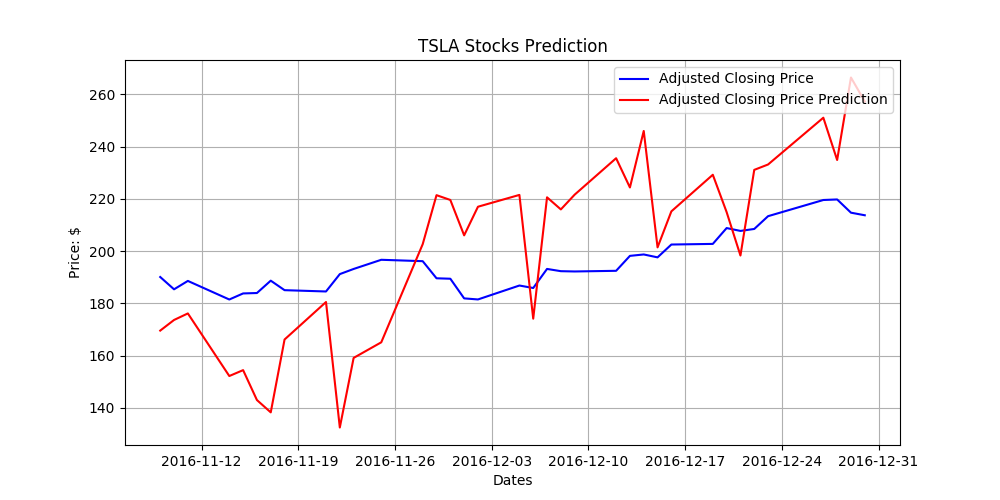 TSLA Stocks Prediction
Adjusted Closing Price
Adjusted Closing Price Prediction
Price: $
260
240
220
200
180
160
140
2016-11-12 2016-11-19 2016-11-26 2016-12-03 2016-12-10 2016-12-17 2016-12-24 2016-12-31
Dates